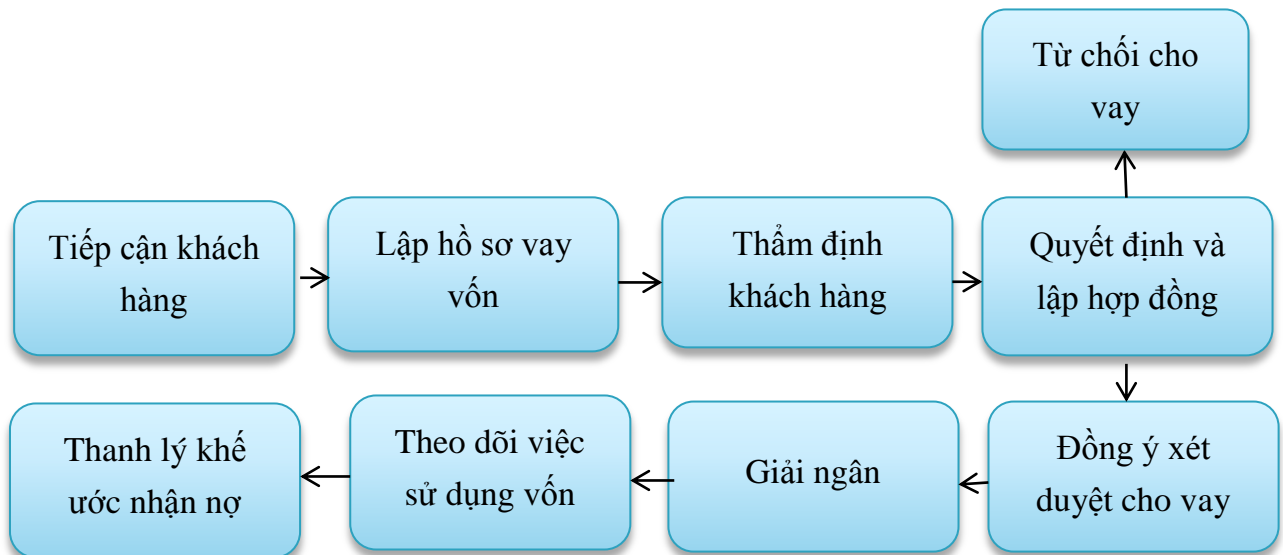 Từ chối cho
vay
Tiếp cận khách
hàng
Lập hồ sơ vay
vốn
Thẩm định
khách hàng
Quyết định và
lập hợp đồng
Đồng ý xét
duyệt cho vay
Giải ngân
Theo dõi việc
sử dụng vốn
Thanh lý khế
ước nhận nợ